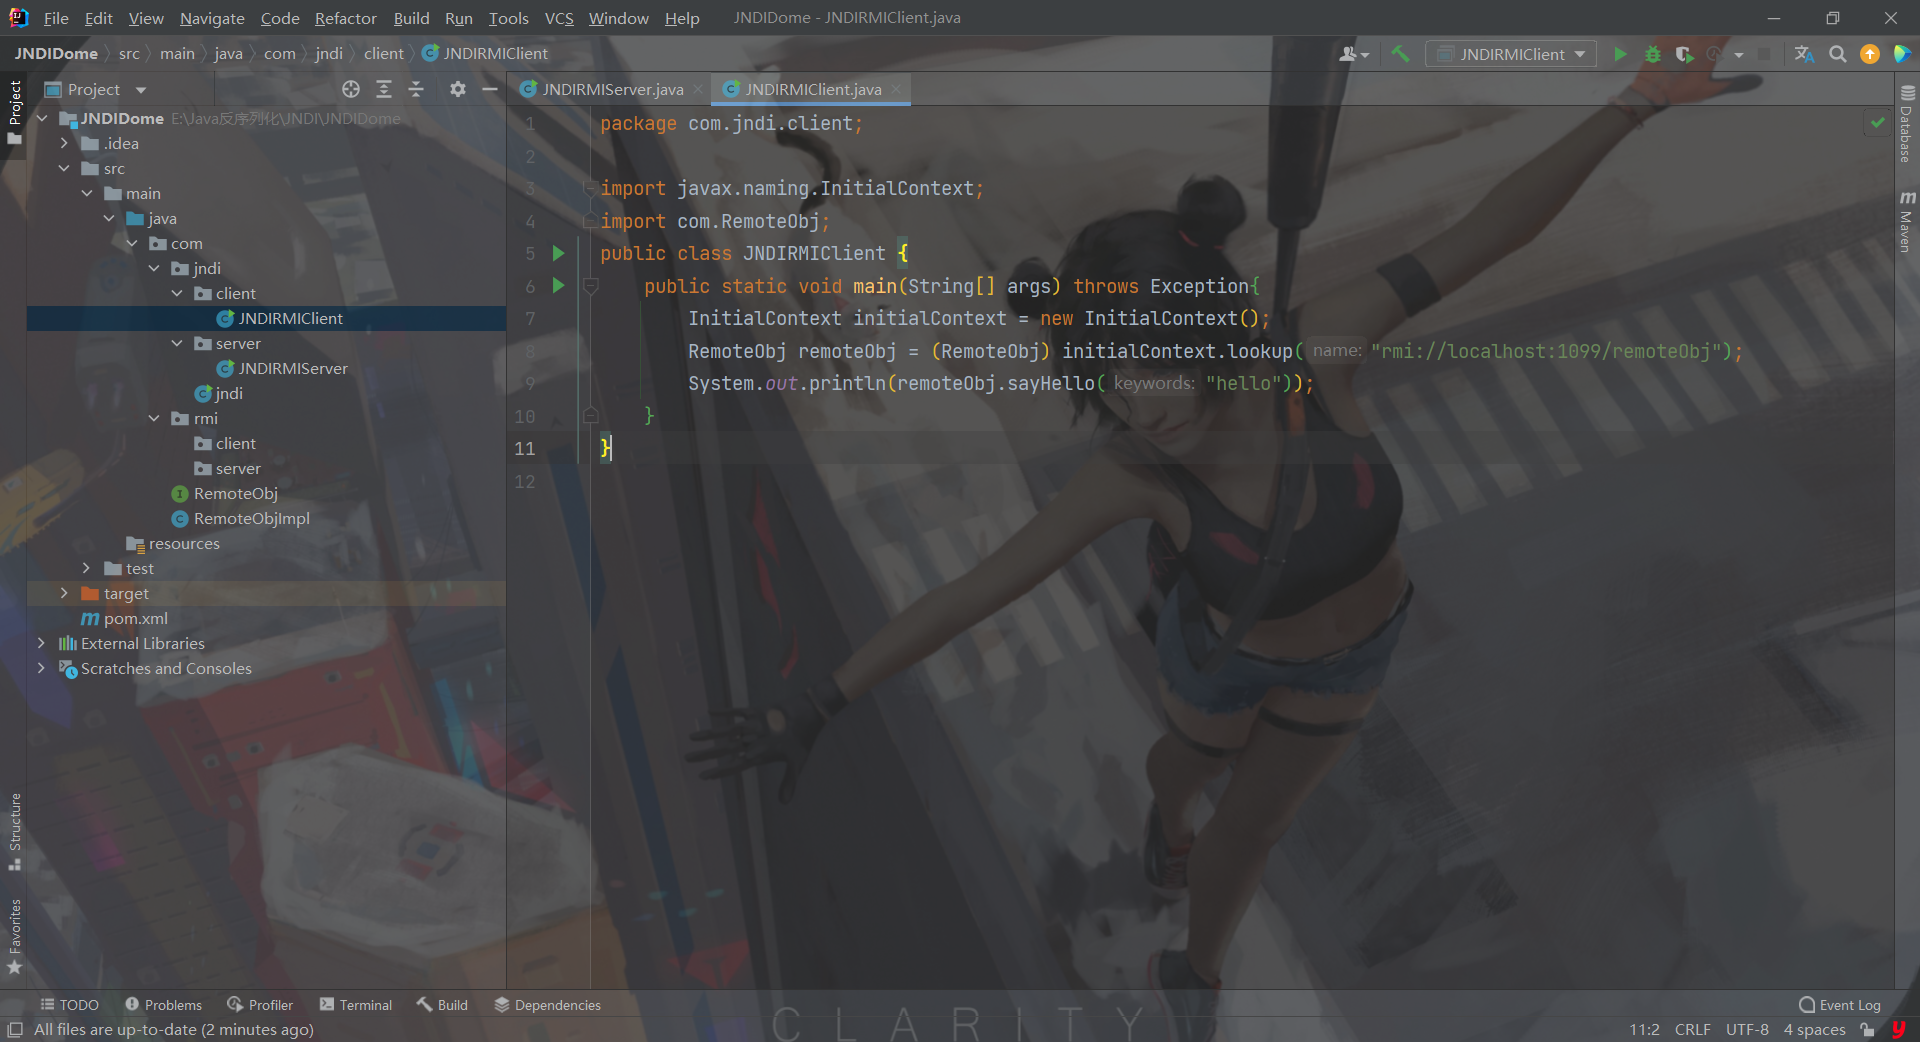 File Edit View Navigate Code Refactor Build Run Tools VCS Window Help JNDIDome - JNDIRMIClient.java
JNDIDome src main java com jndi client JNDIRMIClient
JNDIRMIClient
Project
JNDIRMIServer.java JNDIRMIClient.java
Project
JNDIDome E:\Java反序列化\JNDI\JNDIDome
.idea
src
main
java
com
jndi
client
JNDIRMIClient
server
JNDIRMIServer
jndi
rmi
client
server
RemoteObj
RemoteObjImpl
resources
test
target
pom.xml
External Libraries
Scratches and Consoles
1 package com.jndi.client;
2
3 import javax.naming.InitialContext;
4 import com.RemoteObj;
5 public class JNDIRMIClient {
6 public static void main(String[] args) throws Exception{
7 InitialContext initialContext = new InitialContext();
8 RemoteObj remoteObj = (RemoteObj) initialContext.lookup( name: "rmi://localhost:1099/remoteObj");
9 System.out.println(remoteObj.sayHello( keywords: "hello"));
10 }
11 }
12
Database
Maven
Structure
Favorites
TODO Problems Profiler Terminal Build Dependencies Event Log
CLARITY
All files are up-to-date (2 minutes ago) 11:2 CRLF UTF-8 4 spaces